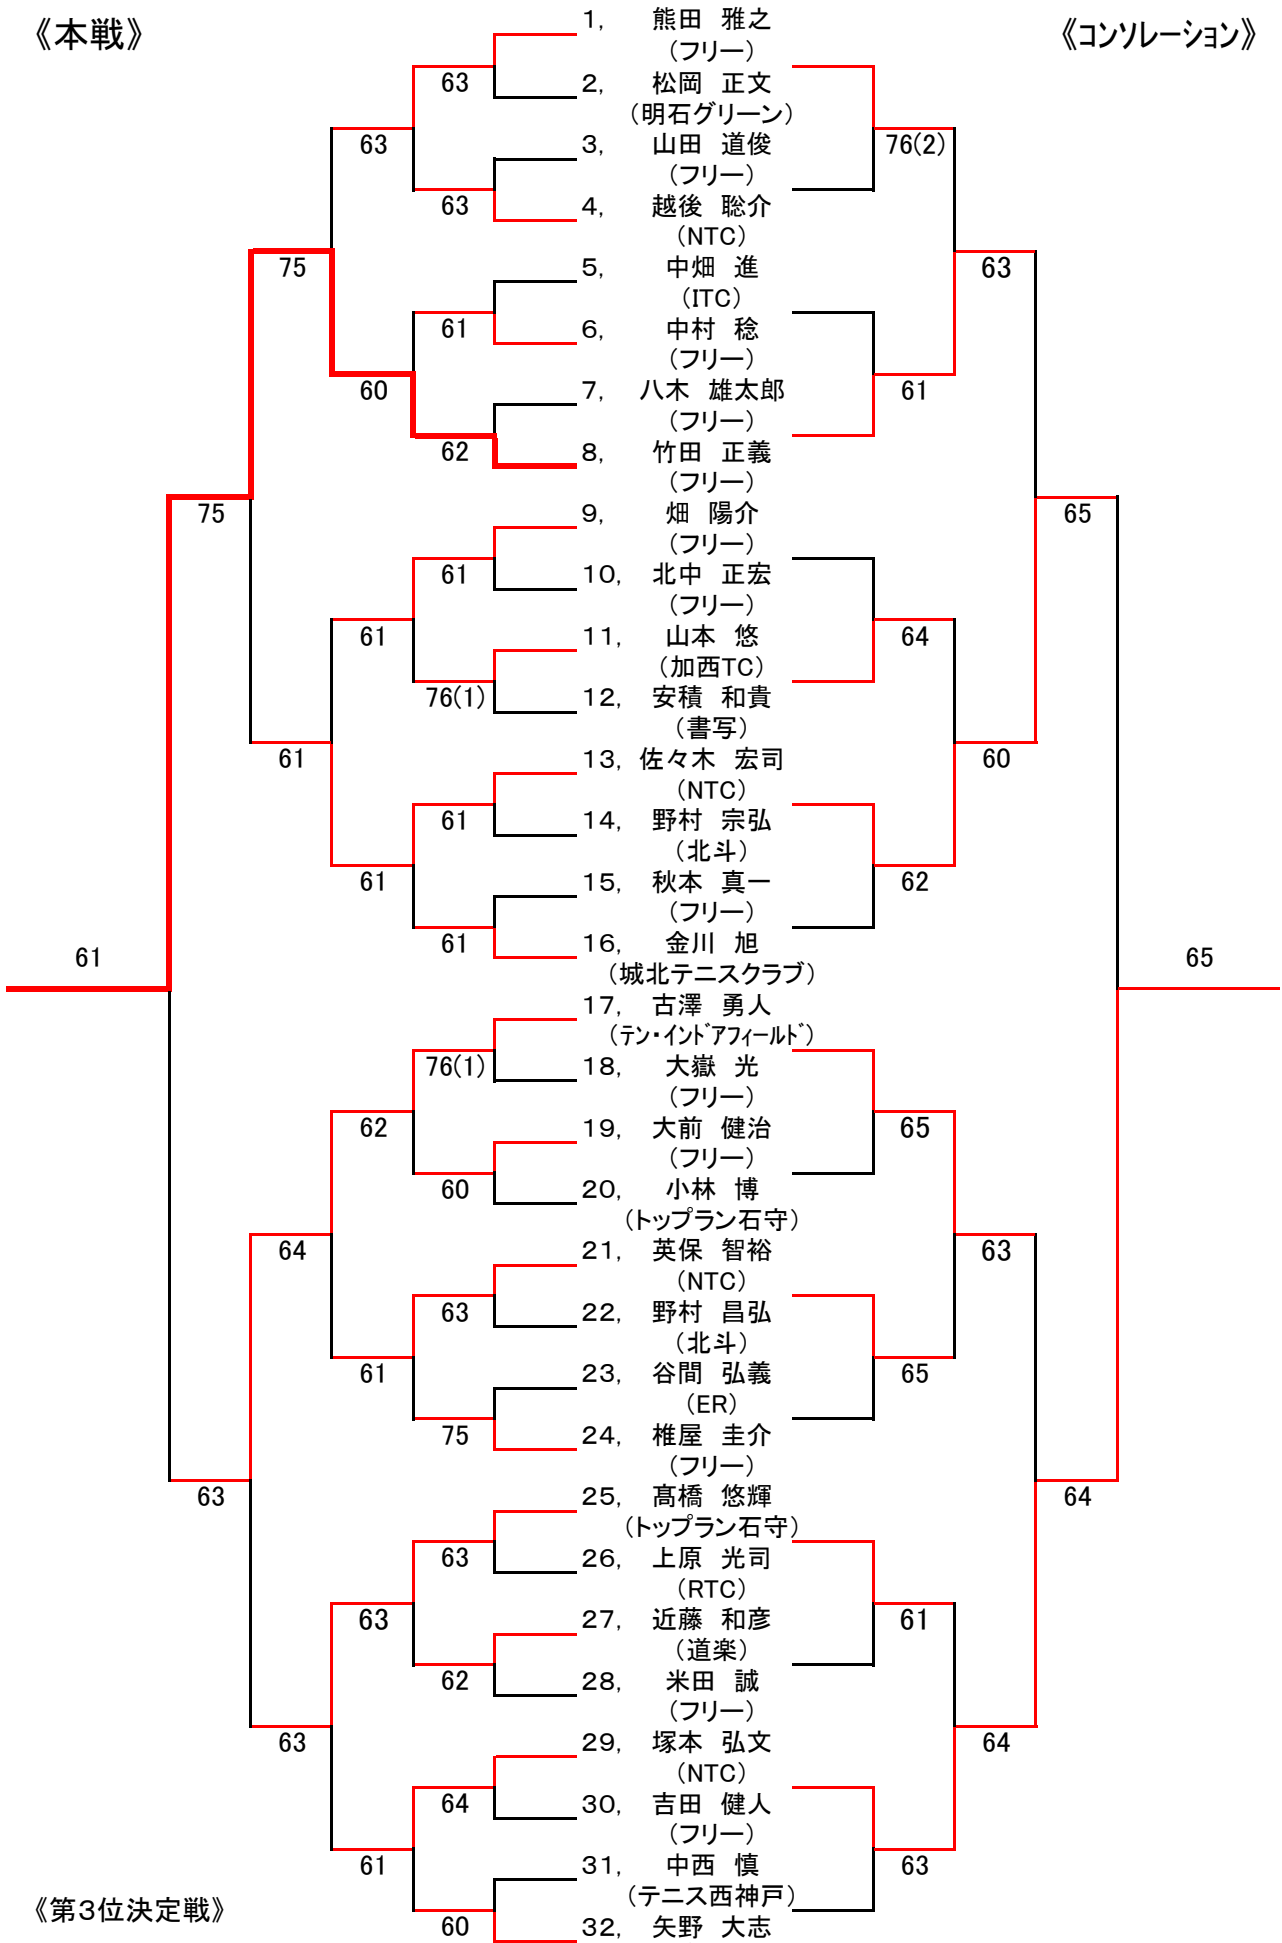 《本戦》
《コンソレーション》
1, 熊田 雅之
(フリー)
63
2, 松岡 正文
(明石グリーン)
63
3, 山田 道俊
76(2)
(フリー)
63
4, 越後 聡介
(NTC)
75
5, 中畑 進
63
(ITC)
61
6, 中村 稔
(フリー)
60
7, 八木 雄太郎
61
(フリー)
62
8, 竹田 正義
(フリー)
75
9, 畑 陽介
65
(フリー)
61
10, 北中 正宏
(フリー)
61
11, 山本 悠
64
(加西TC)
76(1)
12, 安積 和貴
(書写)
61
13, 佐々木 宏司
60
(NTC)
61
14, 野村 宗弘
(北斗)
61
15, 秋本 真一
62
(フリー)
61
16, 金川 旭
61
65
(城北テニスクラブ)
17, 古澤 勇人
(テン・インドアフィールド)
76(1)
18, 大嶽 光
(フリー)
62
19, 大前 健治
65
(フリー)
60
20, 小林 博
(トップラン石守)
64
21, 英保 智裕
63
(NTC)
63
22, 野村 昌弘
(北斗)
61
23, 谷間 弘義
65
(ER)
75
24, 椎屋 圭介
(フリー)
63
25, 髙橋 悠輝
64
(トップラン石守)
63
26, 上原 光司
(RTC)
63
27, 近藤 和彦
61
(道楽)
62
28, 米田 誠
(フリー)
63
29, 塚本 弘文
64
(NTC)
64
30, 吉田 健人
(フリー)
61
31, 中西 慎
63
(テニス西神戸)
《第3位決定戦》
60
32, 矢野 大志